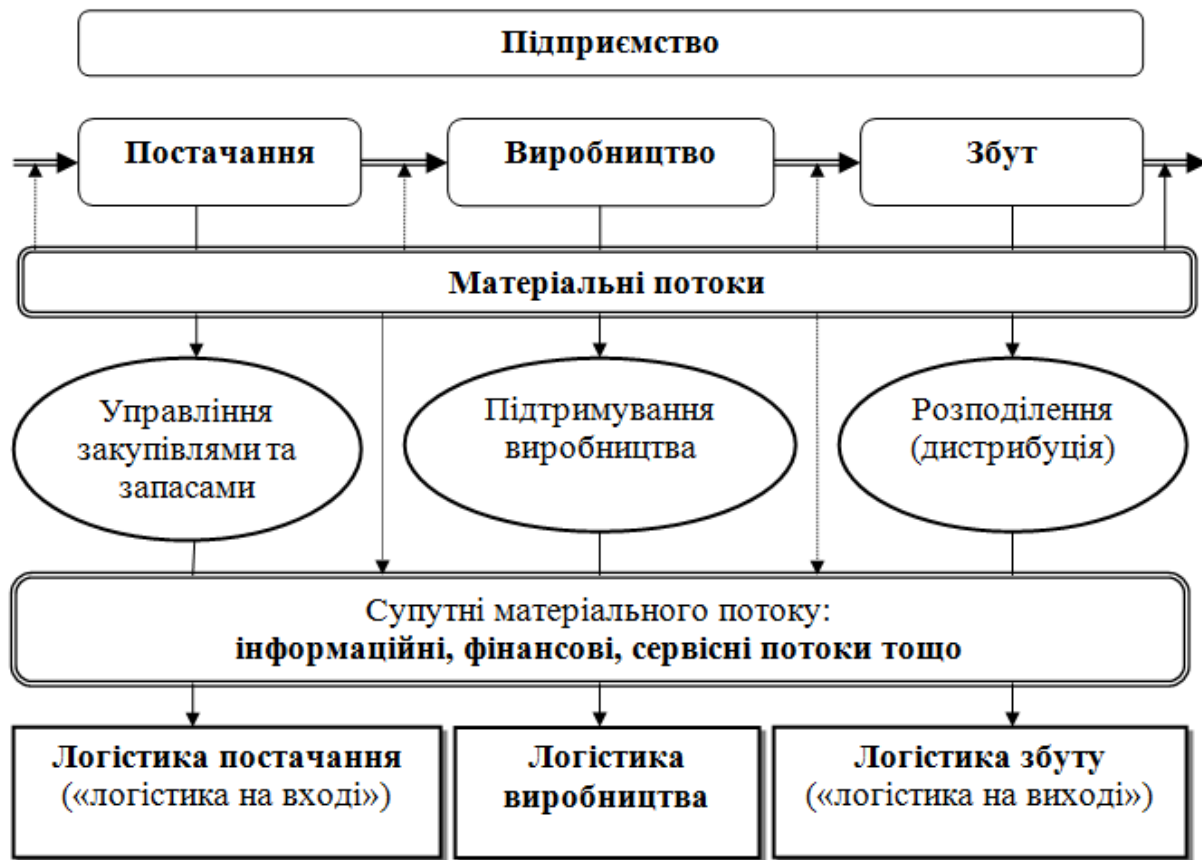 Підприємство
Постачання
Виробництво
Збут
Матеріальні потоки
Управління
закупівлями та
запасами
Підтримування
виробництва
Розподілення
(дистрибуція)
Супутні матеріального потоку:
інформаційні, фінансові, сервісні потоки тощо
Логістика постачання
(«логістика на вході»)
Логістика
виробництва
Логістика збуту
(«логістика на виході»)